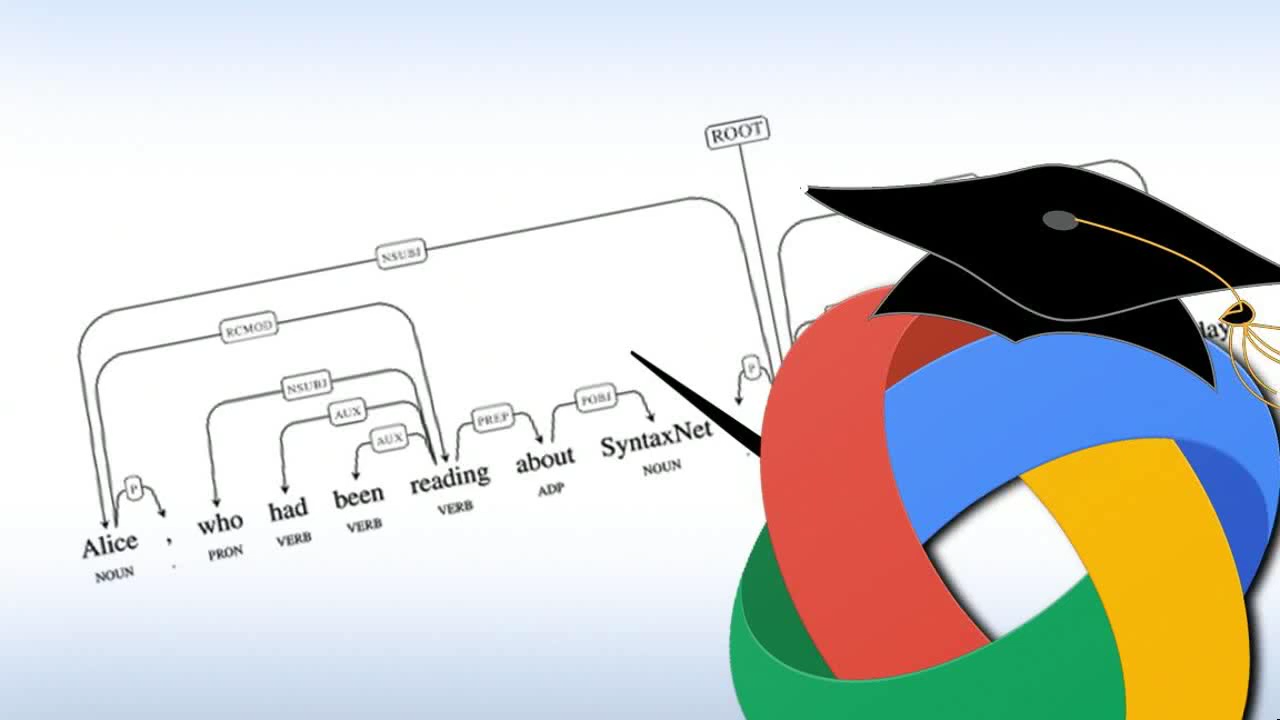 ROOT
NSUBJ
RCMOD
NSUBJ
AUX
AUX
PREP
POBJ
P
P
Alice , who had been reading about SyntaxNet ,
NOUN . PRON VERB VERB VERB ADP NOUN .